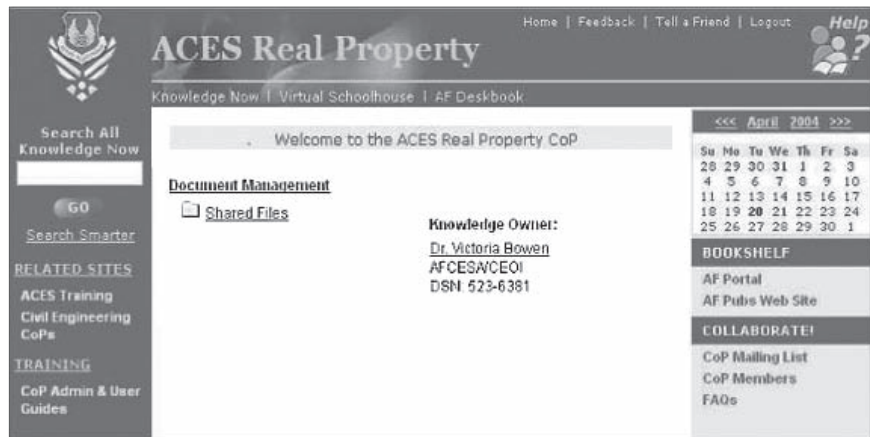 Home | Feedback | Tell a Friend | Logout
Help
?
ACES Real Property
Knowledge Now | Virtual Schoolhouse | AF Deskbook
Search All
Knowledge Now
GO
Search Smarter
RELATED SITES
ACES Training
Civil Engineering
CoPs
TRAINING
CoP Admin & User
Guides
. Welcome to the ACES Real Property CoP
Document Management
Shared Files
Knowledge Owner:
Dr. Victoria Bowen
AFCESA/CEOI
DSN: 523-6381
<<< April 2004 >>>
Su Mo Tu We Th Fr Sa
28 29 30 31 1 2 3
4 5 6 7 8 9 10
11 12 13 14 15 16 17
18 19 20 21 22 23 24
25 26 27 28 29 30 1
BOOKSHELF
AF Portal
AF Pubs Web Site
COLLABORATE!
CoP Mailing List
CoP Members
FAQs